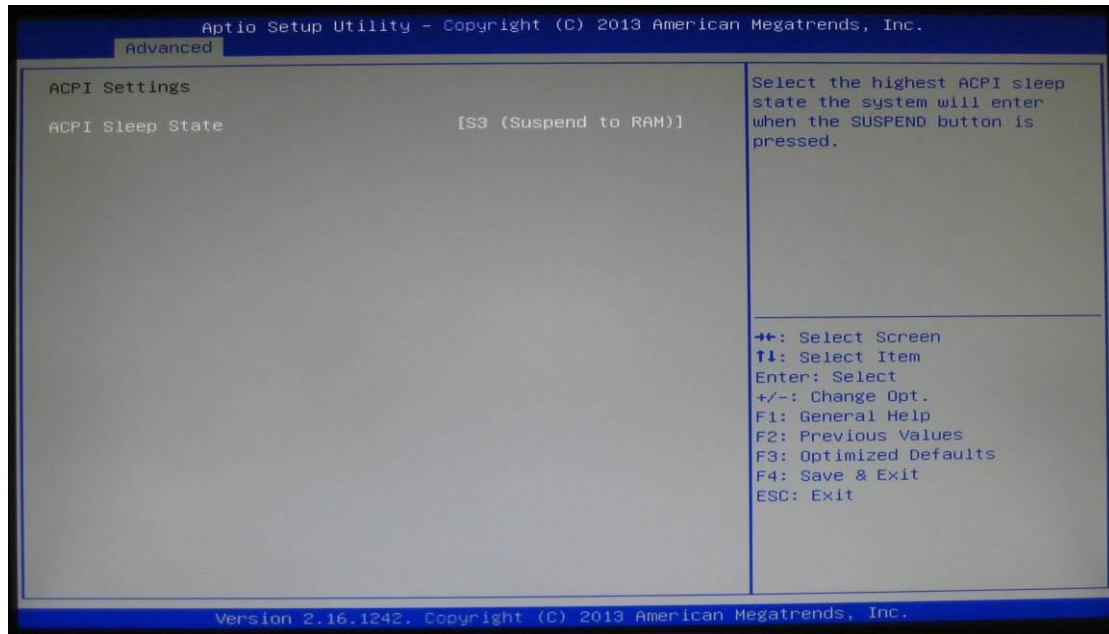 Aptio Setup Utility – Copyright (C) 2013 American Megatrends, Inc.
Advanced
ACPI Settings
ACPI Sleep State [S3 (Suspend to RAM)]
Select the highest ACPI sleep
state the system will enter
when the SUSPEND button is
pressed.
→←: Select Screen
↑↓: Select Item
Enter: Select
+/-: Change Opt.
F1: General Help
F2: Previous Values
F3: Optimized Defaults
F4: Save & Exit
ESC: Exit
Version 2.16.1242. Copyright (C) 2013 American Megatrends, Inc.